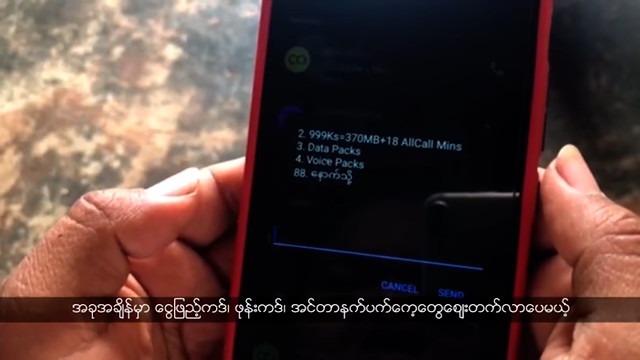 2. 999Ks=370MB+18 AllCall Mins
3. Data Packs
4. Voice Packs
88. နောက်သို့
CANCEL SEND
အခုအချိန်မှာ ငွေဖြည့်ကဒ်၊ ဖုန်းကဒ်၊ အင်တာနက်ပက်ကေ့တွေဈေးတက်လာပေမယ့်